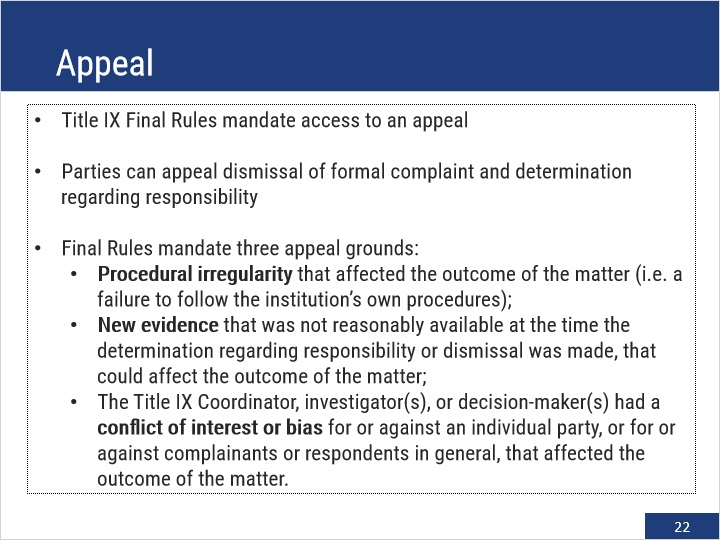 Appeal
• Title IX Final Rules mandate access to an appeal
• Parties can appeal dismissal of formal complaint and determination
regarding responsibility
• Final Rules mandate three appeal grounds:
• Procedural irregularity that affected the outcome of the matter (i.e. a
failure to follow the institution’s own procedures);
• New evidence that was not reasonably available at the time the
determination regarding responsibility or dismissal was made, that
could affect the outcome of the matter;
• The Title IX Coordinator, investigator(s), or decision-maker(s) had a
conflict of interest or bias for or against an individual party, or for or
against complainants or respondents in general, that affected the
outcome of the matter.
22